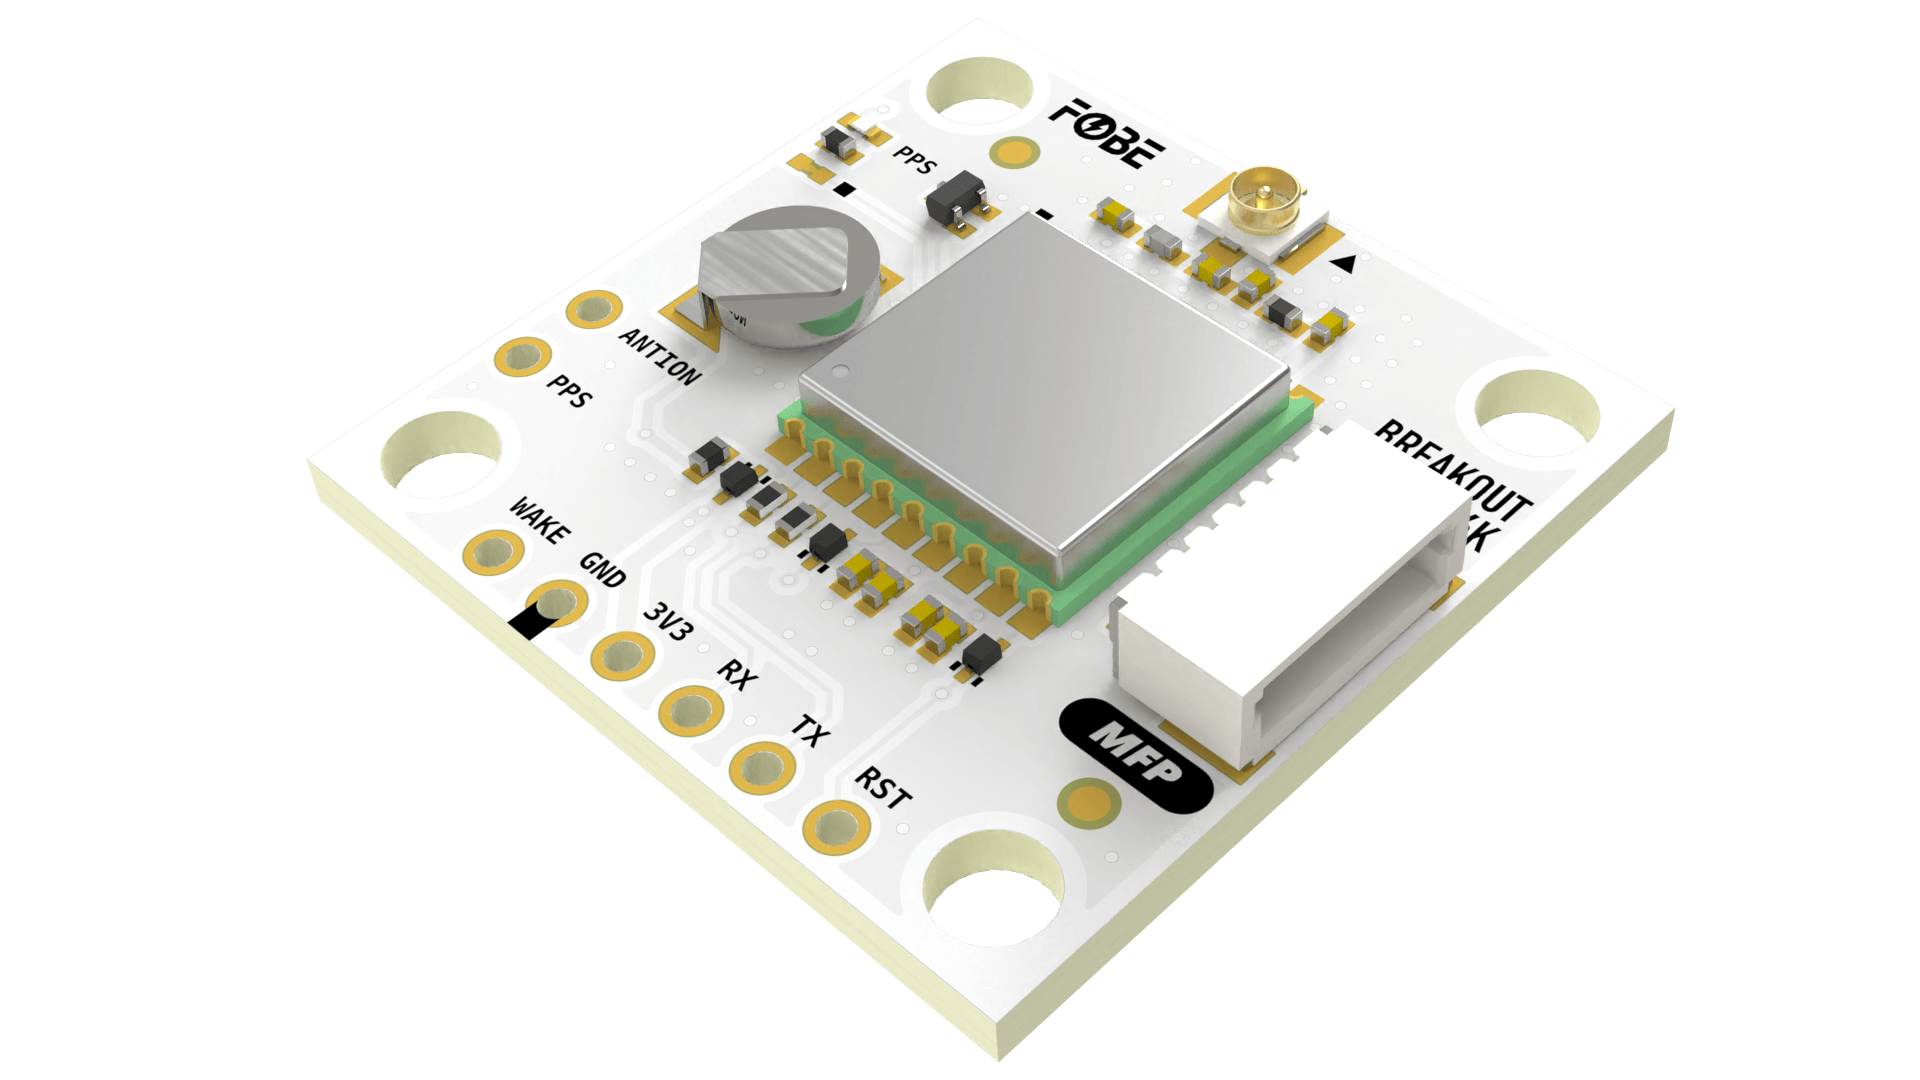 FOBE
PPS
ANTION
PPS
BREAKOUT
WAKE
GND
3V3
RX
TX
RST
MFP